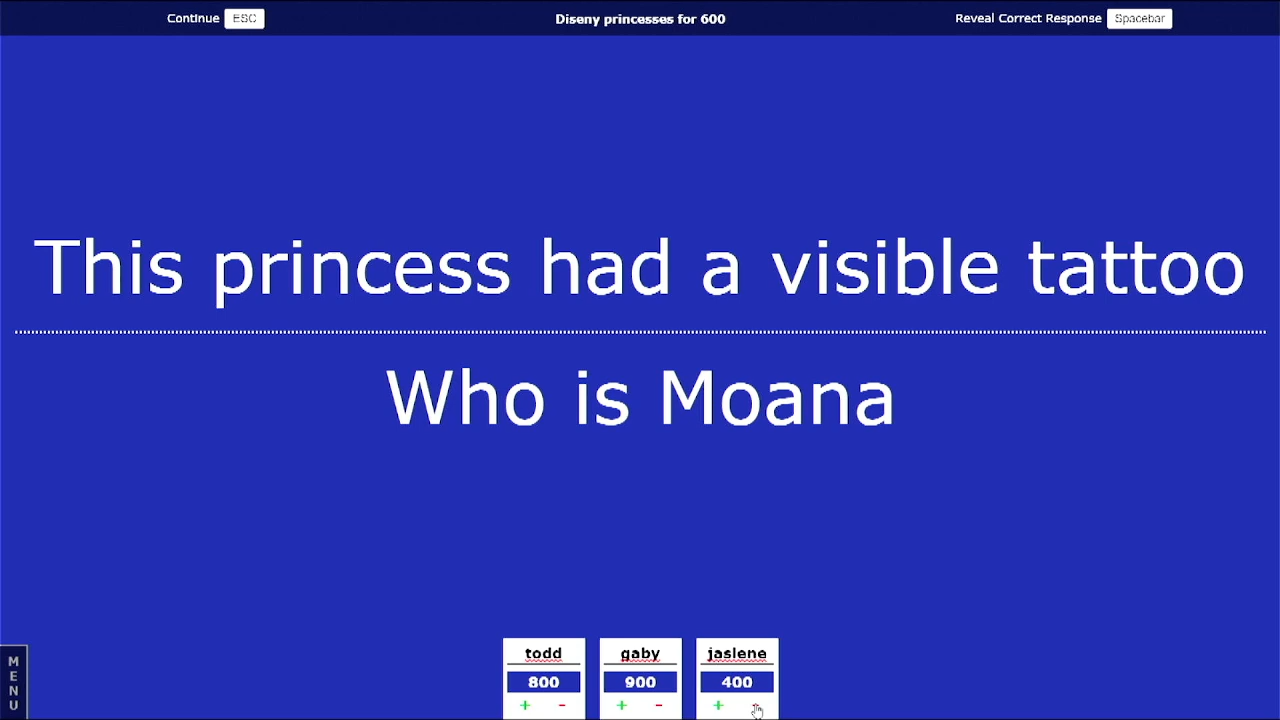 Continue ESC Diseny princesses for 600 Reveal Correct Response Spacebar
This princess had a visible tattoo
Who is Moana
todd gaby jaslene
800 900 400
+ - + - + -
MENU